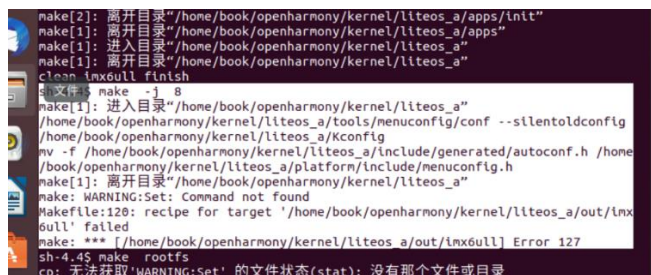 make[2]: 离开目录“/home/book/openharmony/kernel/liteos_a/apps/init”
make[1]: 离开目录“/home/book/openharmony/kernel/liteos_a/apps”
make[1]: 进入目录“/home/book/openharmony/kernel/liteos_a”
make[1]: 离开目录“/home/book/openharmony/kernel/liteos_a”
clean imx6ull finish
文件
sh-4.4$ make -j 8
make[1]: 进入目录“/home/book/openharmony/kernel/liteos_a”
/home/book/openharmony/kernel/liteos_a/tools/menuconfig/conf --silentoldconfig
/home/book/openharmony/kernel/liteos_a/Kconfig
mv -f /home/book/openharmony/kernel/liteos_a/include/generated/autoconf.h /home
/book/openharmony/kernel/liteos_a/platform/include/menuconfig.h
make[1]: 离开目录“/home/book/openharmony/kernel/liteos_a”
make: WARNING:Set: Command not found
Makefile:120: recipe for target '/home/book/openharmony/kernel/liteos_a/out/imx
6ull' failed
make: *** [/home/book/openharmony/kernel/liteos_a/out/imx6ull] Error 127
sh-4.4$ make rootfs
cp: 无法获取'WARNING:Set' 的文件状态(stat): 没有那个文件或目录